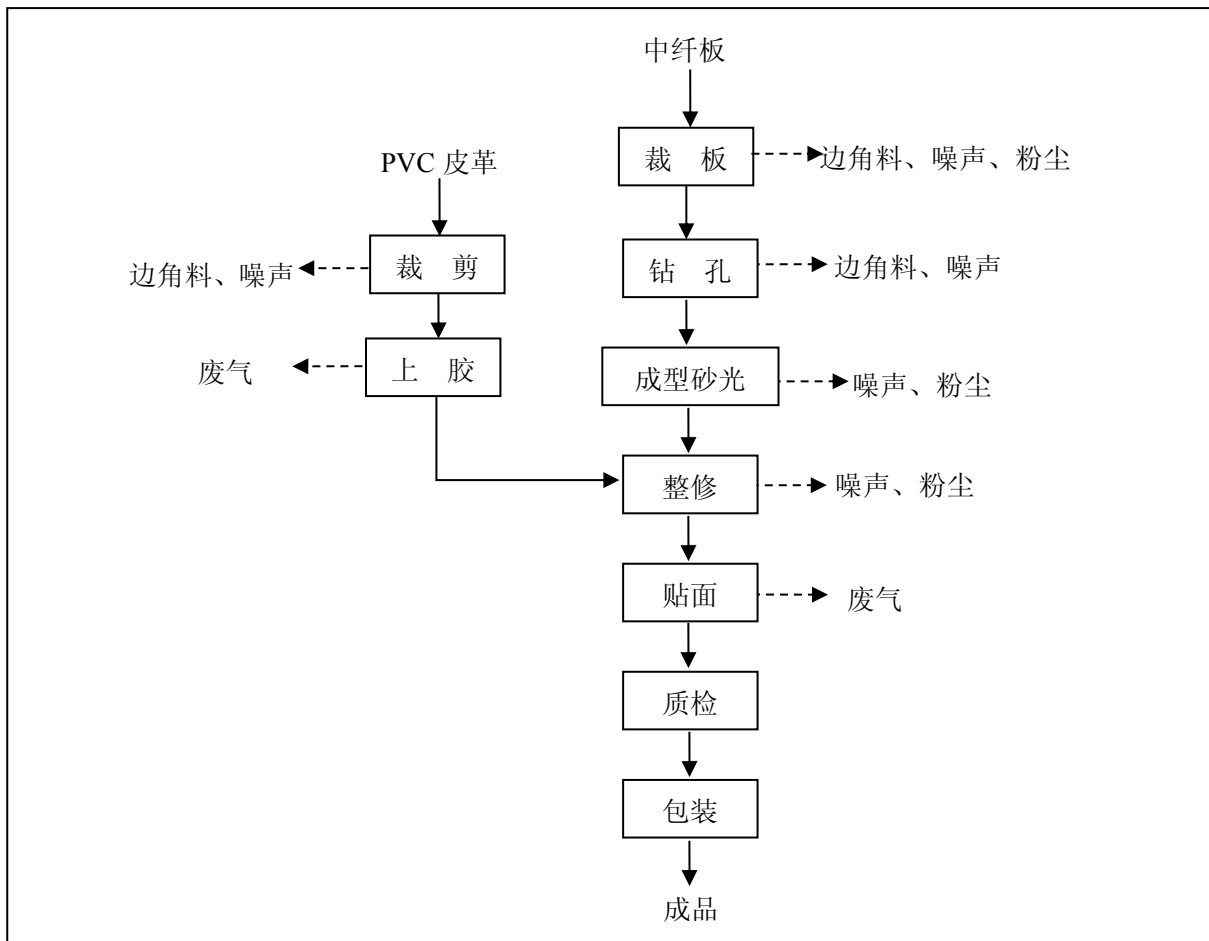 中纤板
裁 板
边角料、噪声、粉尘
PVC 皮革
裁 剪
边角料、噪声
钻 孔
边角料、噪声
上 胶
废气
成型砂光
噪声、粉尘
整修
噪声、粉尘
贴面
废气
质检
包装
成品